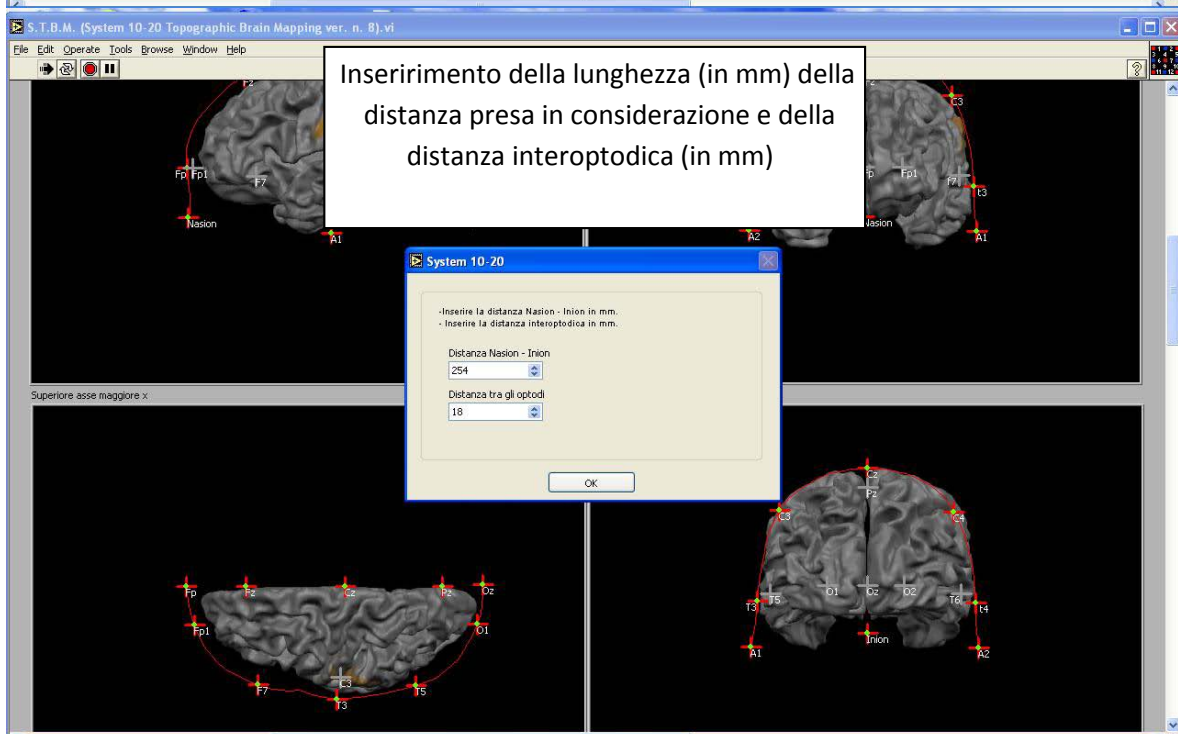 S.T.B.M. (System 10-20 Topographic Brain Mapping ver. n. 8).vi
File Edit Operate Tools Browse Window Help
Inseririmento della lunghezza (in mm) della
distanza presa in considerazione e della
distanza interoptodica (in mm)
Fz
Fp Fp1
F7
Nasion
A1
C3
Fp1
f7
t3
Nasion
A2
A1
System 10-20
-Inserire la distanza Nasion - Inion in mm.
- Inserire la distanza interoptodica in mm.
Distanza Nasion - Inion
254
Distanza tra gli optodi
18
OK
Superiore asse maggiore x
Fp Fz Cz Pz Oz
Fp1 O1
C3
F7 T5
T3
Cz
Pz
C3 C4
O1 Oz O2
T3 T5 T6 t4
Inion
A1 A2